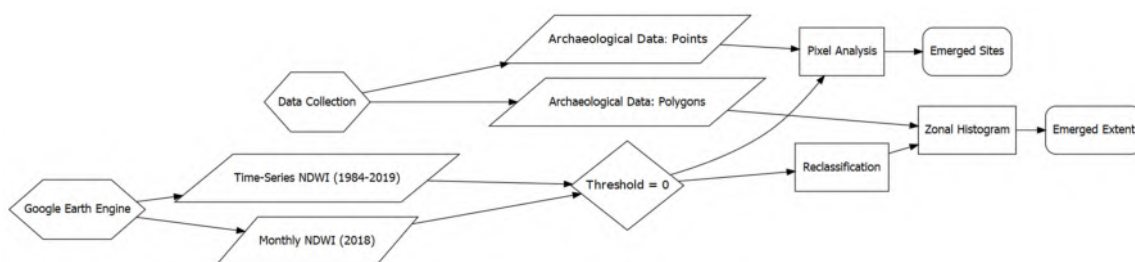 Archaeological Data: Points
Pixel Analysis
Emerged Sites
Data Collection
Archaeological Data: Polygons
Zonal Histogram
Emerged Extent
Time-Series NDWI (1984-2019)
Threshold = 0
Reclassification
Google Earth Engine
Monthly NDWI (2018)